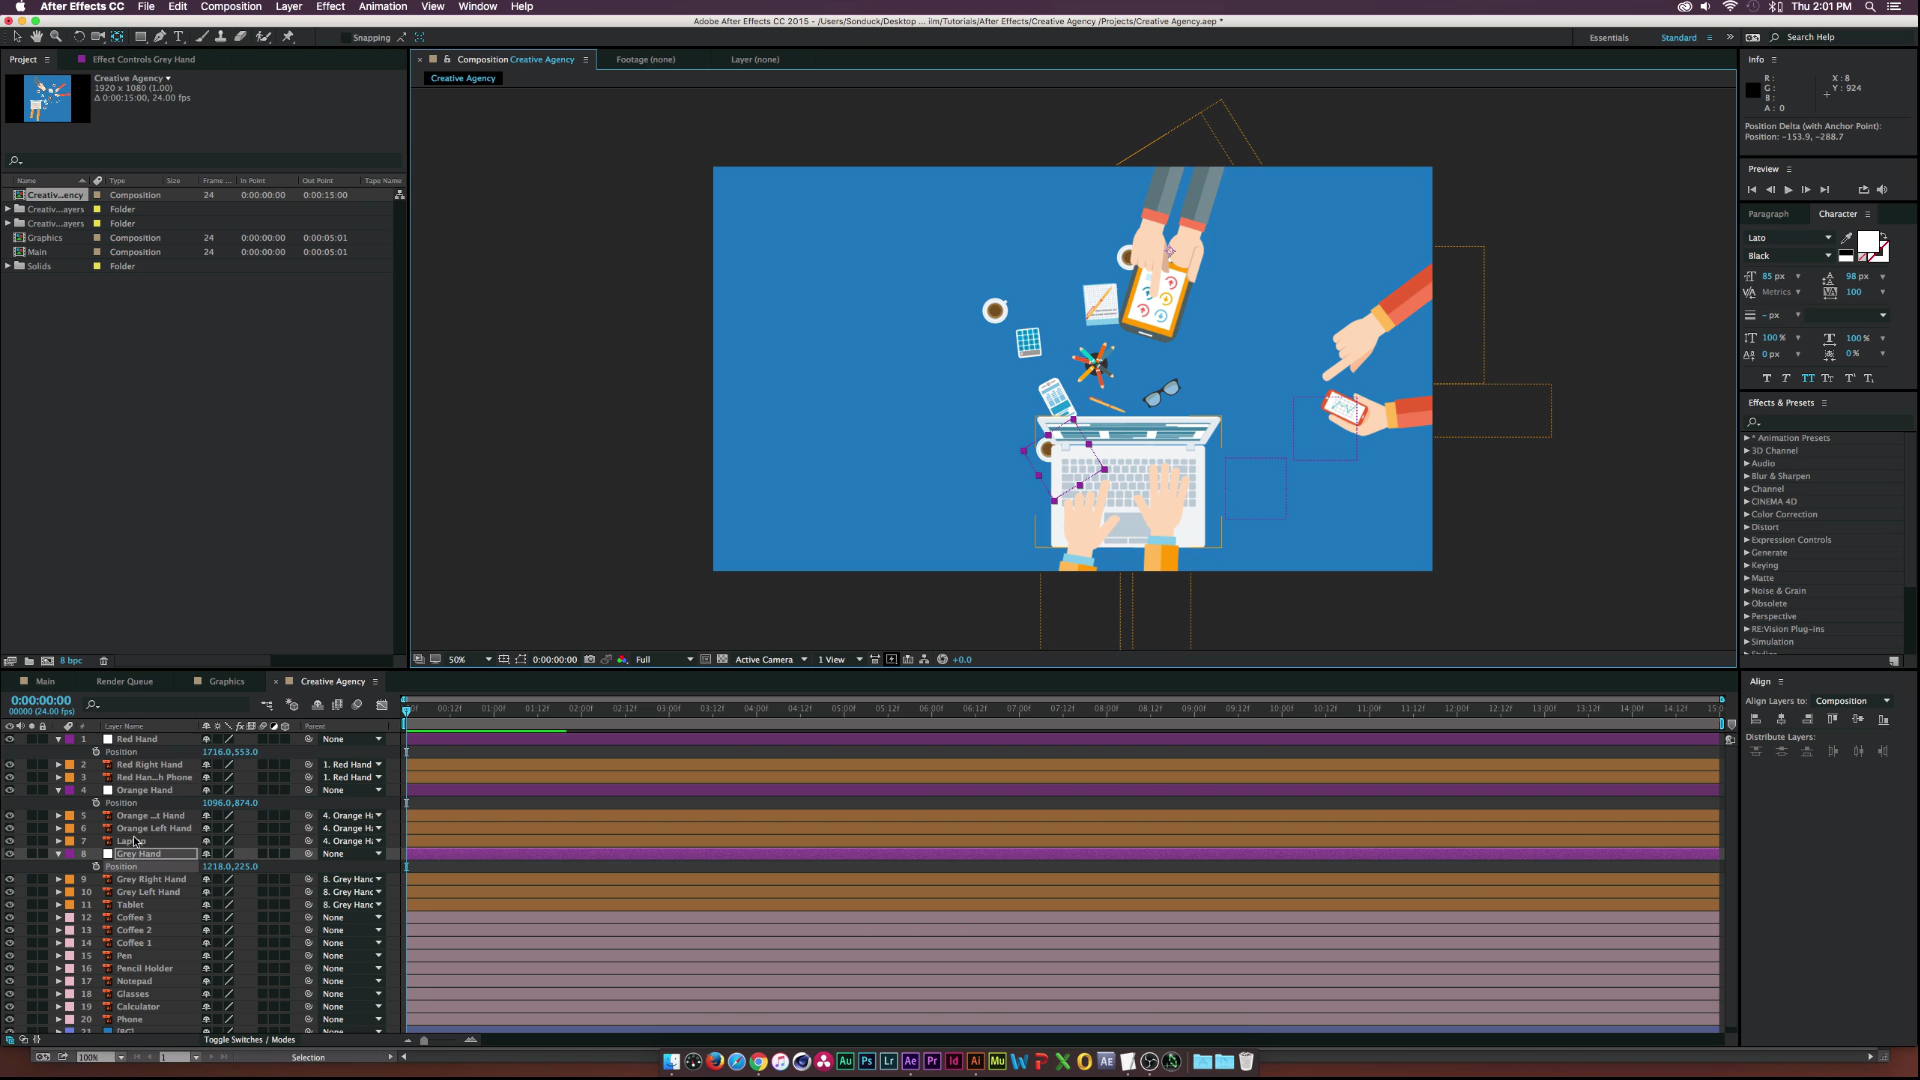 After Effects CC File Edit Composition Layer Effect Animation View Window Help Thu 2:01 PM
Adobe After Effects CC 2015 - /Users/Sonduck/Desktop ... ilm/Tutorials/After Effects/Creative Agency /Projects/Creative Agency.aep *
Snapping Essentials Standard Search Help
Project Effect Controls Grey Hand Composition Creative Agency Footage (none) Layer (none) Info
Creative Agency
1920 x 1080 (1.00)
Δ 0:00:15:00, 24.00 fps
Creative Agency
R :
G :
B :
A : 0
X : 8
Y : 924
Position Delta (with Anchor Point):
Position: -153.9, -288.7
Preview
Paragraph Character
Lato
Black
85 px 98 px
Metrics 100
- px
100 % 100 %
0 px 0 %
T T TT Tr T' T,
Effects & Presets
* Animation Presets
3D Channel
Audio
Blur & Sharpen
Channel
CINEMA 4D
Color Correction
Distort
Expression Controls
Generate
Keying
Matte
Noise & Grain
Obsolete
Perspective
RE:Vision Plug-ins
Simulation
Name Type Size Frame ... In Point Out Point Tape Name
Creativ...ency Composition 24 0:00:00:00 0:00:15:00
Creativ...ayers Folder
Creativ...ayers Folder
Graphics Composition 24 0:00:00:00 0:00:05:01
Main Composition 24 0:00:00:00 0:00:05:01
Solids Folder
8 bpc
50% 0:00:00:00 Full Active Camera 1 View +0.0
Main Render Queue Graphics Creative Agency
0:00:00:00
00000 (24.00 fps)
# Layer Name Parent
00:12f 01:00f 01:12f 02:00f 02:12f 03:00f 03:12f 04:00f 04:12f 05:00f 05:12f 06:00f 06:12f 07:00f 07:12f 08:00f 08:12f 09:00f 09:12f 10:00f 10:12f 11:00f 11:12f 12:00f 12:12f 13:00f 13:12f 14:00f 14:12f 15:0
1 Red Hand None
Position 1716.0,553.0
2 Red Right Hand 1. Red Hand
3 Red Han...h Phone 1. Red Hand
4 Orange Hand None
Position 1096.0,874.0
5 Orange ...t Hand 4. Orange Ha
6 Orange Left Hand 4. Orange Ha
7 4. Orange Ha
8 Grey Hand None
Position 1218.0,225.0
9 Grey Right Hand 8. Grey Hanc
10 Grey Left Hand 8. Grey Hanc
11 Tablet 8. Grey Hanc
12 Coffee 3 None
13 Coffee 2 None
14 Coffee 1 None
15 Pen None
16 Pencil Holder None
17 Notepad None
18 Glasses None
19 Calculator None
20 Phone None
Toggle Switches / Modes
Align
Align Layers to: Composition
Distribute Layers:
100% 1 Selection
Au Ps Lr Ae Pr Id Ai Mu AE